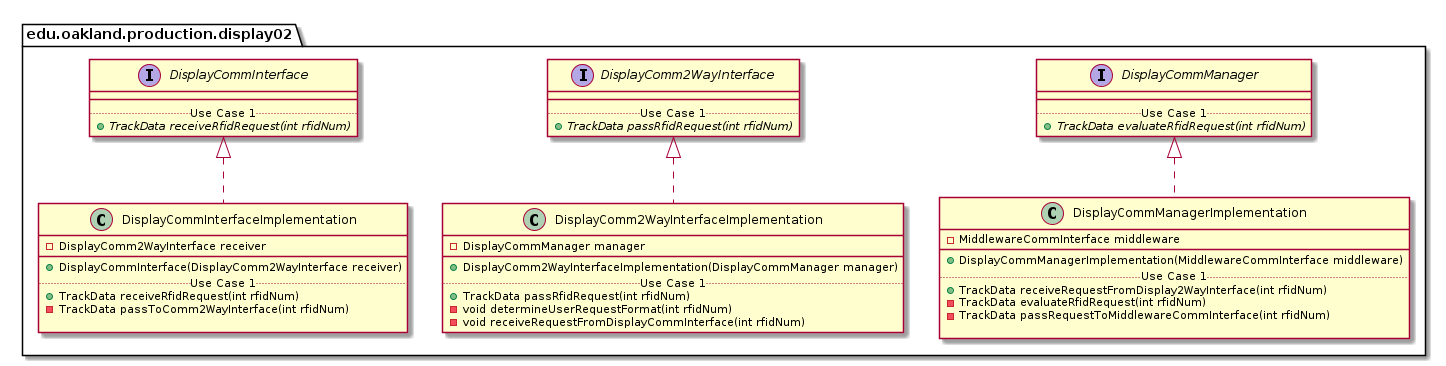 edu.oakland.production.display02
I DisplayCommInterface
Use Case 1
TrackData receiveRfidRequest(int rfidNum)
I DisplayComm2WayInterface
Use Case 1
TrackData passRfidRequest(int rfidNum)
I DisplayCommManager
Use Case 1
TrackData evaluateRfidRequest(int rfidNum)
C DisplayCommInterfaceImplementation
DisplayComm2WayInterface receiver
DisplayCommInterface(DisplayComm2WayInterface receiver)
Use Case 1
TrackData receiveRfidRequest(int rfidNum)
TrackData passToComm2WayInterface(int rfidNum)
C DisplayComm2WayInterfaceImplementation
DisplayCommManager manager
DisplayComm2WayInterfaceImplementation(DisplayCommManager manager)
Use Case 1
TrackData passRfidRequest(int rfidNum)
void determineUserRequestFormat(int rfidNum)
void receiveRequestFromDisplayCommInterface(int rfidNum)
C DisplayCommManagerImplementation
MiddlewareCommInterface middleware
DisplayCommManagerImplementation(MiddlewareCommInterface middleware)
Use Case 1
TrackData receiveRequestFromDisplay2WayInterface(int rfidNum)
TrackData evaluateRfidRequest(int rfidNum)
TrackData passRequestToMiddlewareCommInterface(int rfidNum)